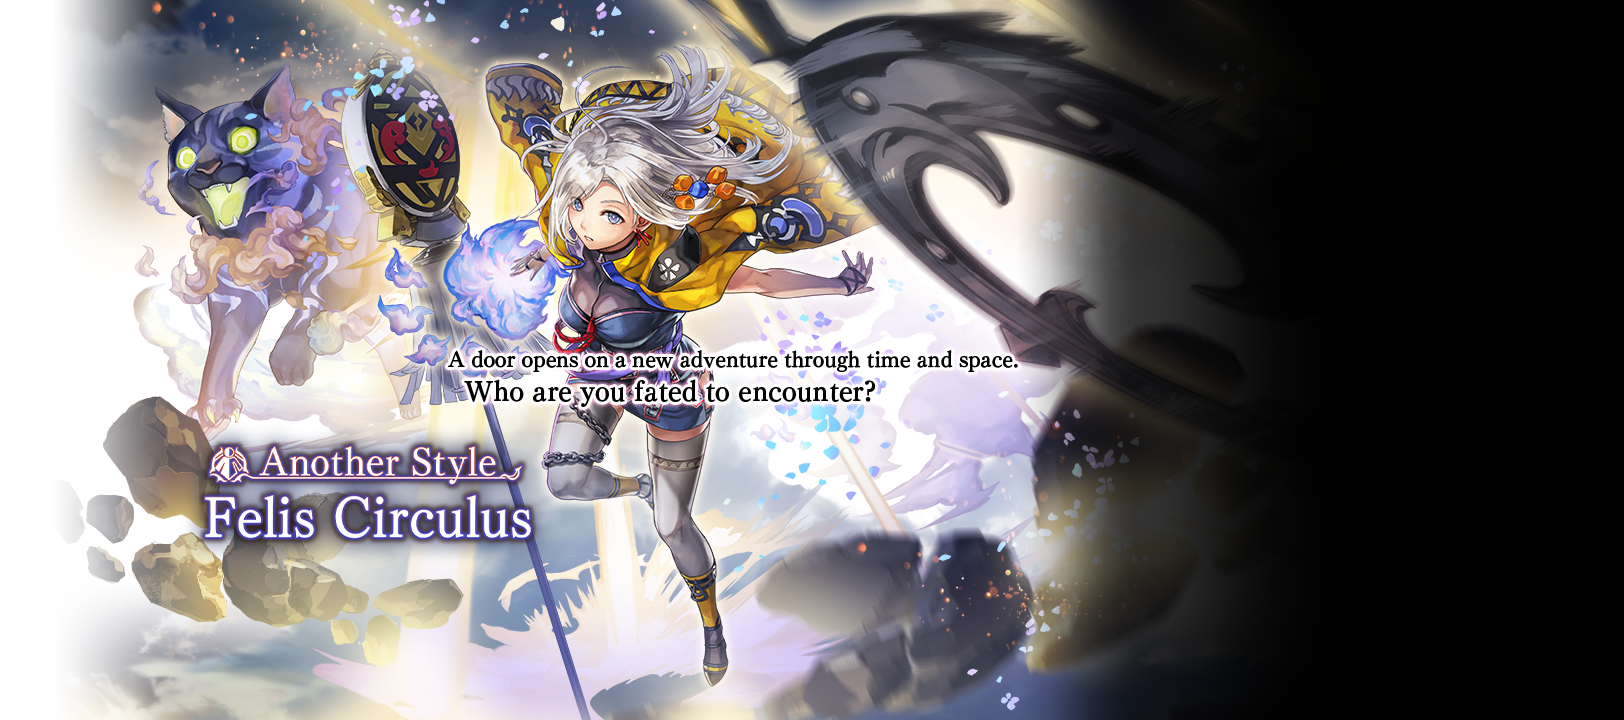 A door opens on a new adventure through time and space.
Who are you fated to encounter?
Another Style
Felis Circulus